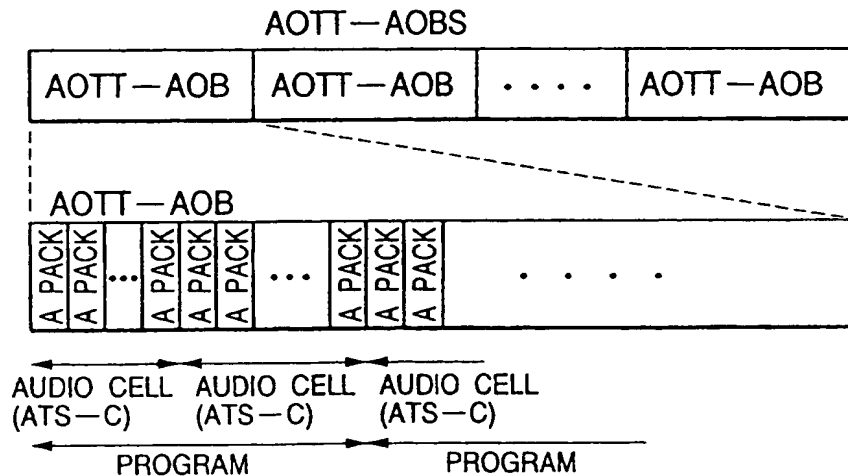 AOTT—AOBS
AOTT—AOB AOTT—AOB . . . . AOTT—AOB
AOTT—AOB
A PACK A PACK ... A PACK A PACK A PACK ... A PACK A PACK A PACK . . . .
AUDIO CELL AUDIO CELL AUDIO CELL
(ATS—C) (ATS—C) (ATS—C)
PROGRAM PROGRAM